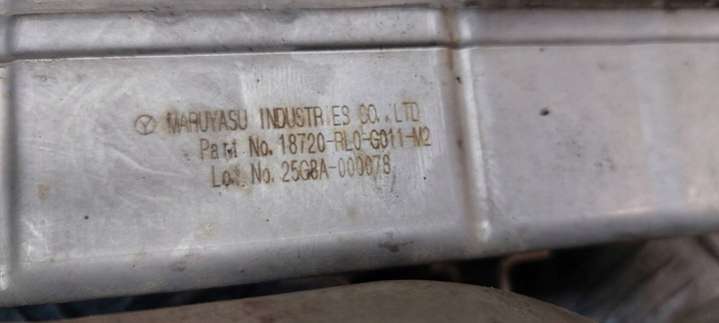 MARUYASU INDUSTRIES CO.,LTD
Part No. 18720-RL0-G011-M2
Lot No. 25G8A-000078